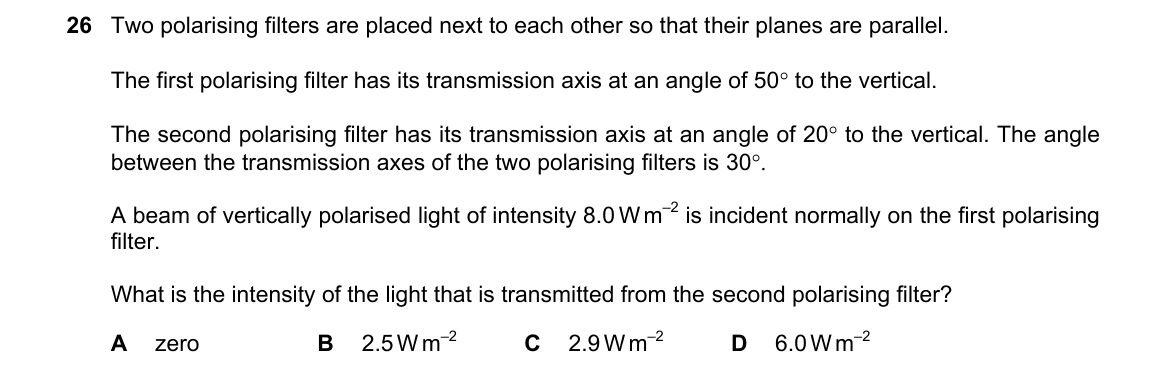 26 Two polarising filters are placed next to each other so that their planes are parallel.
The first polarising filter has its transmission axis at an angle of 50° to the vertical.
The second polarising filter has its transmission axis at an angle of 20° to the vertical. The angle
between the transmission axes of the two polarising filters is 30°.
A beam of vertically polarised light of intensity 8.0 W m⁻² is incident normally on the first polarising
filter.
What is the intensity of the light that is transmitted from the second polarising filter?
A zero B 2.5 W m⁻² C 2.9 W m⁻² D 6.0 W m⁻²